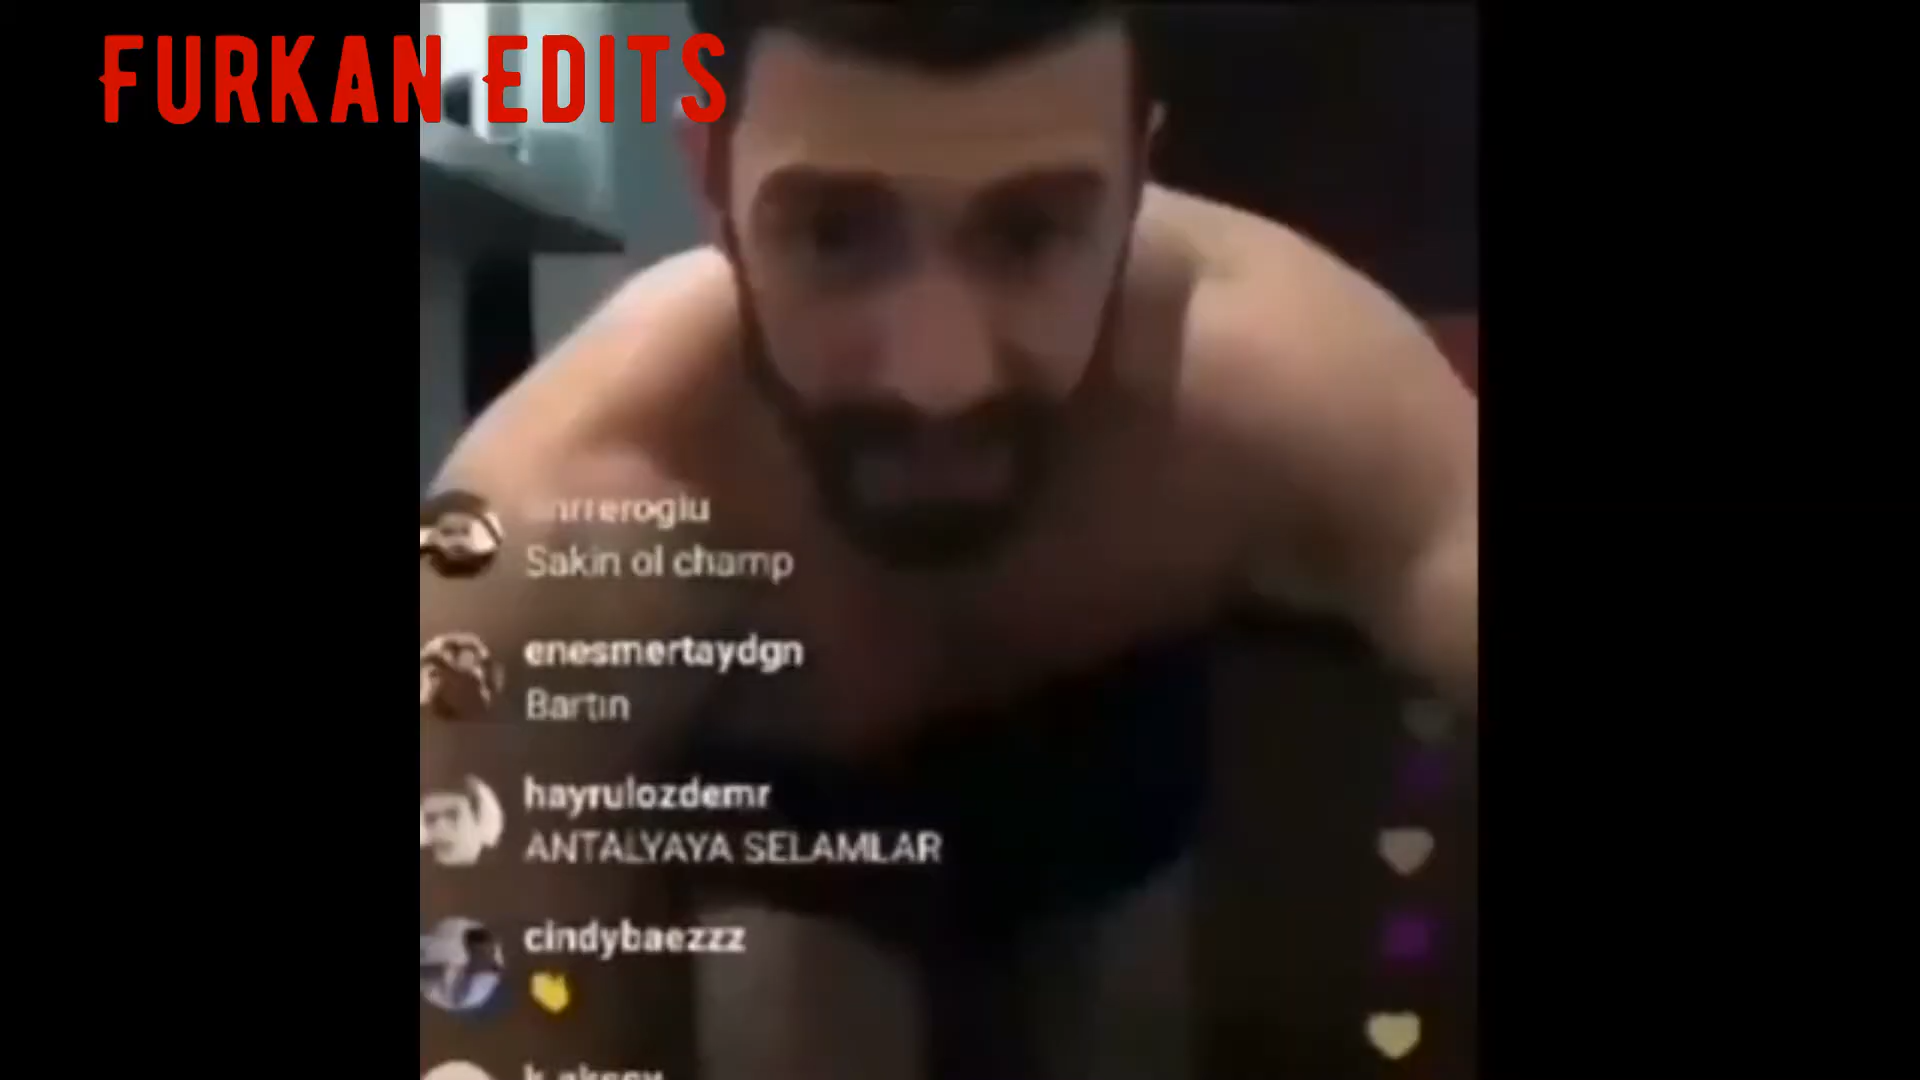 FURKAN EDITS
Sakin ol champ
enesmertaydgn
Bartın
hayrulozdemr
ANTALYAYA SELAMLAR
cindybaezzz